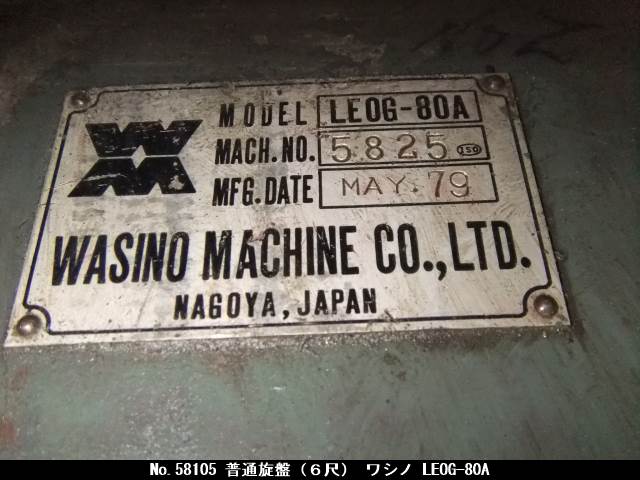 MODEL LEOG-80A
MACH.NO. 5825 ISO
MFG.DATE MAY.79
WASINO MACHINE CO.,LTD.
NAGOYA, JAPAN
No.58105 普通旋盤（６尺） ワシノ LEOG-80A